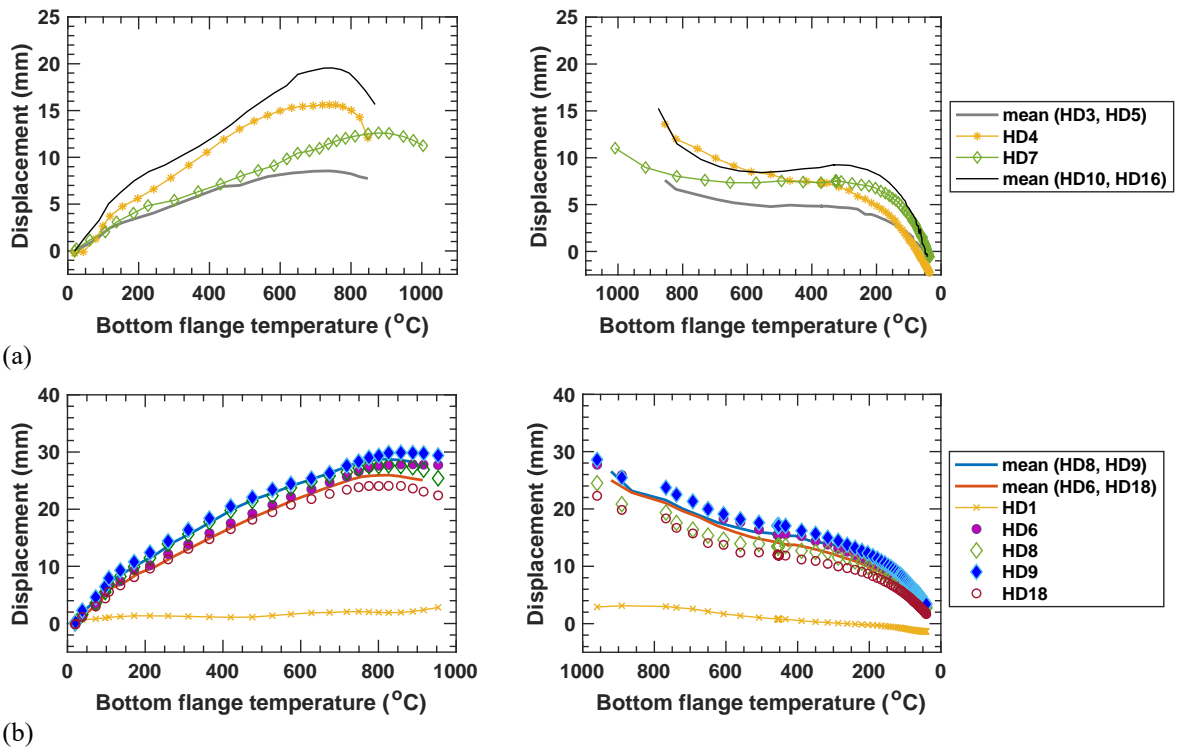 25
20
15
10
5
0
Displacement (mm)
0 200 400 600 800 1000
Bottom flange temperature (°C)
25
20
15
10
5
0
Displacement (mm)
1000 800 600 400 200 0
Bottom flange temperature (°C)
mean (HD3, HD5)
HD4
HD7
mean (HD10, HD16)
(a)
40
30
20
10
0
Displacement (mm)
0 200 400 600 800 1000
Bottom flange temperature (°C)
40
30
20
10
0
Displacement (mm)
1000 800 600 400 200 0
Bottom flange temperature (°C)
mean (HD8, HD9)
mean (HD6, HD18)
HD1
HD6
HD8
HD9
HD18
(b)